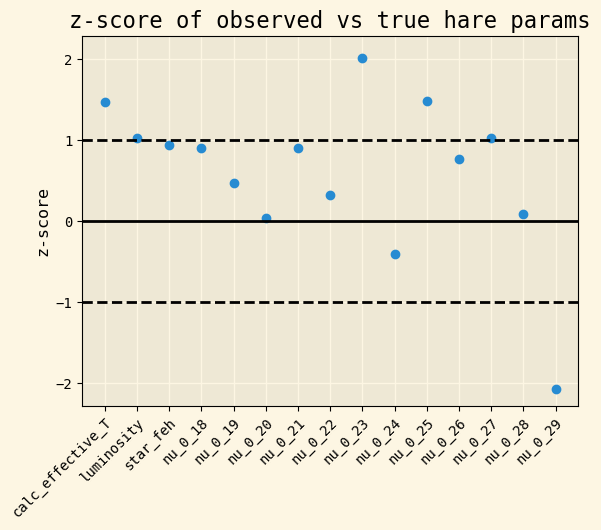 z-score of observed vs true hare params
z-score
2
1
0
−1
−2
calc_effective_T
luminosity
star_feh
nu_0_18
nu_0_19
nu_0_20
nu_0_21
nu_0_22
nu_0_23
nu_0_24
nu_0_25
nu_0_26
nu_0_27
nu_0_28
nu_0_29